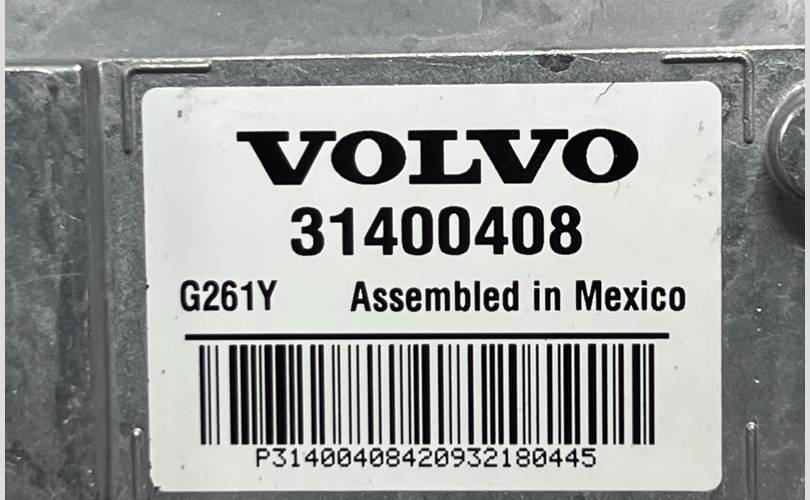 VOLVO
31400408
G261Y Assembled in Mexico
P31400408420932180445